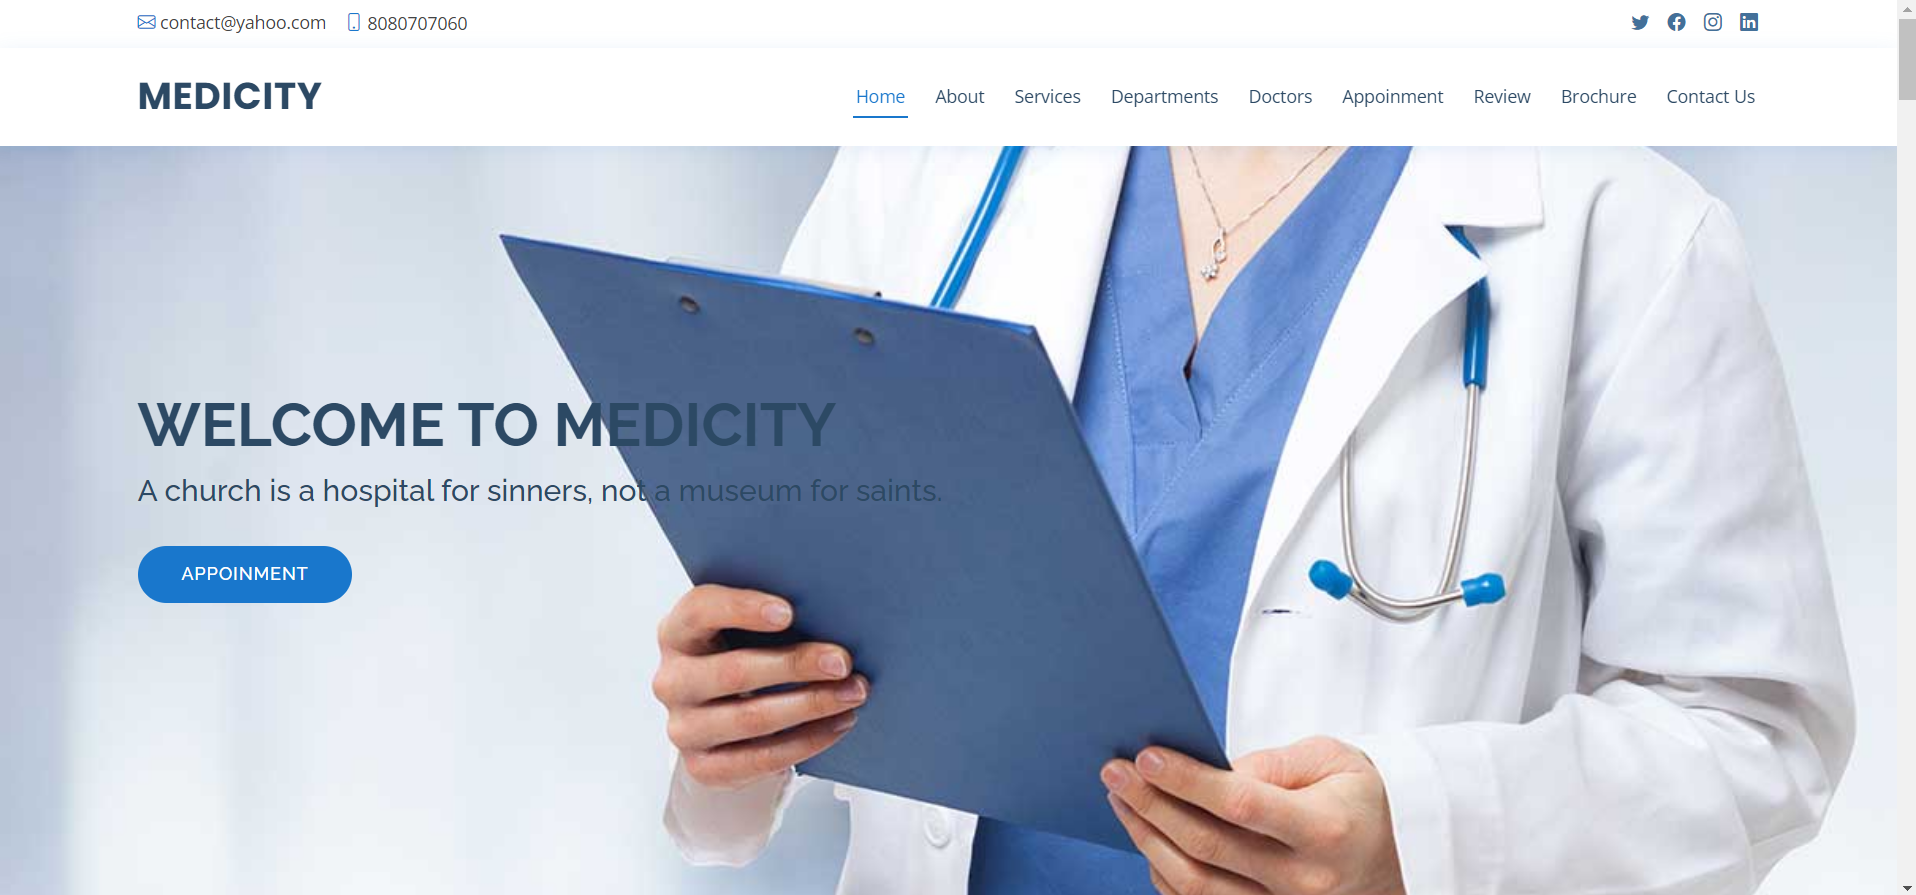 contact@yahoo.com 8080707060
MEDICITY
Home About Services Departments Doctors Appoinment Review Brochure Contact Us
WELCOME TO MEDICITY
A church is a hospital for sinners, not a museum for saints.
APPOINMENT